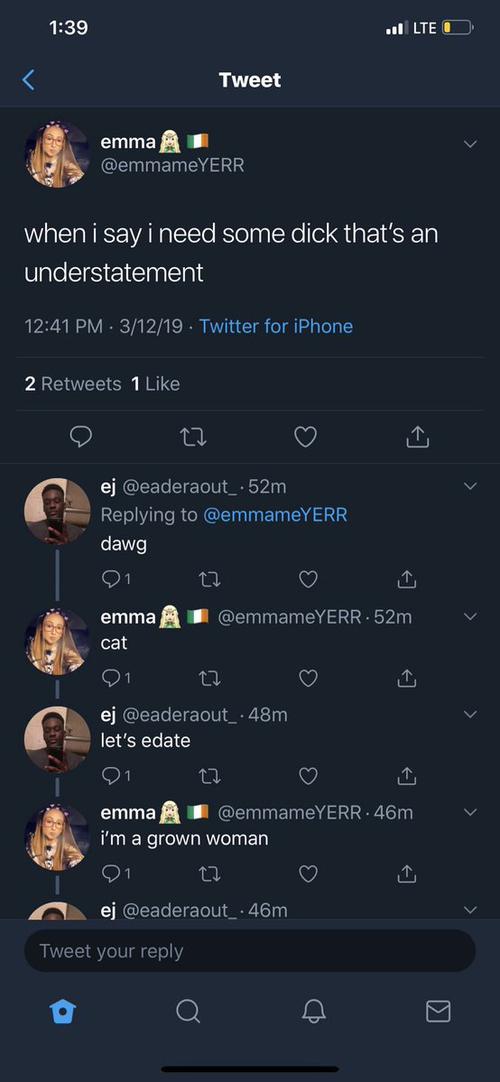 1:39
LTE
Tweet
emma
@emmameYERR
when i say i need some dick that's an
understatement
12:41 PM · 3/12/19 · Twitter for iPhone
2 Retweets 1 Like
ej @eaderaout_ · 52m
Replying to @emmameYERR
dawg
1
emma @emmameYERR · 52m
cat
1
ej @eaderaout_ · 48m
let's edate
1
emma @emmameYERR · 46m
i'm a grown woman
1
ej @eaderaout_ · 46m
Tweet your reply